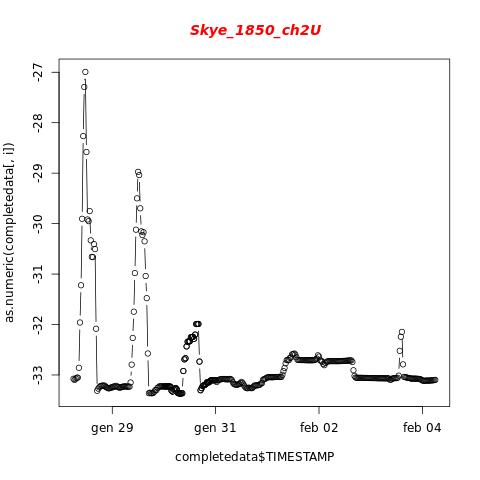 Skye_1850_ch2U
as.numeric(completedata[, i])
-27
-28
-29
-30
-31
-32
-33
gen 29
gen 31
feb 02
feb 04
completedata$TIMESTAMP